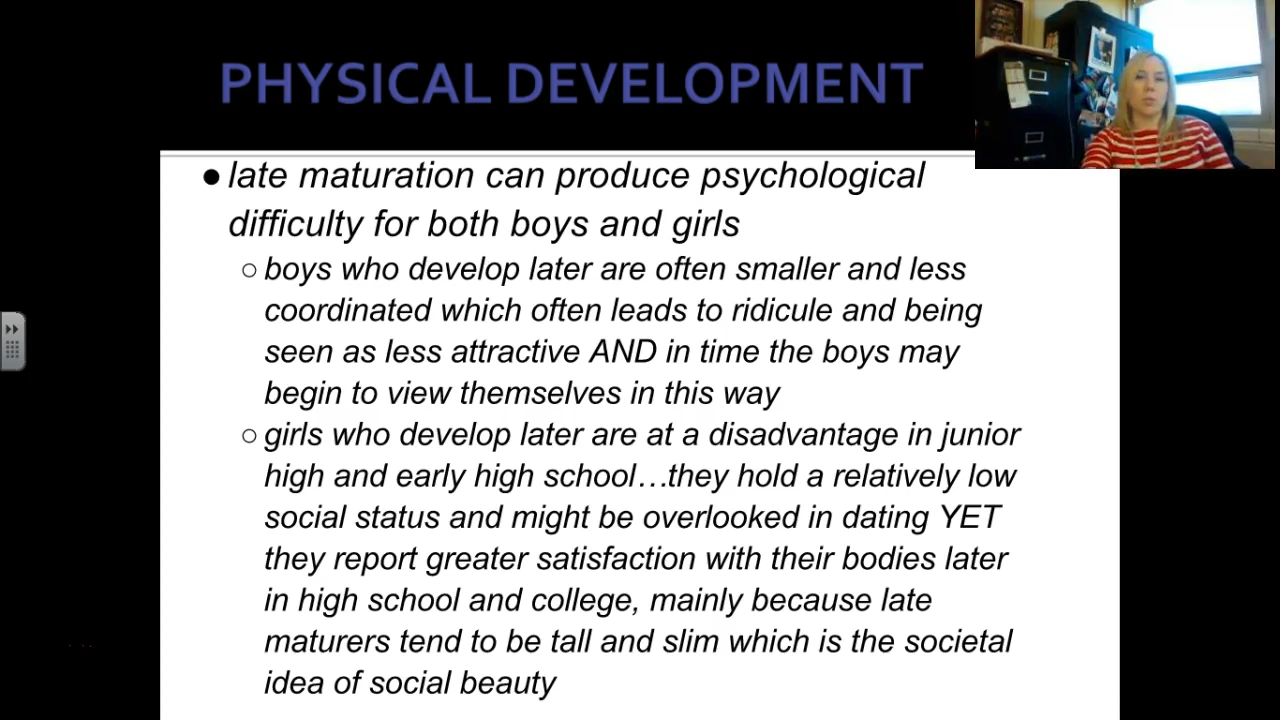 PHYSICAL DEVELOPMENT
● late maturation can produce psychological
difficulty for both boys and girls
○ boys who develop later are often smaller and less
coordinated which often leads to ridicule and being
seen as less attractive AND in time the boys may
begin to view themselves in this way
○ girls who develop later are at a disadvantage in junior
high and early high school…they hold a relatively low
social status and might be overlooked in dating YET
they report greater satisfaction with their bodies later
in high school and college, mainly because late
maturers tend to be tall and slim which is the societal
idea of social beauty